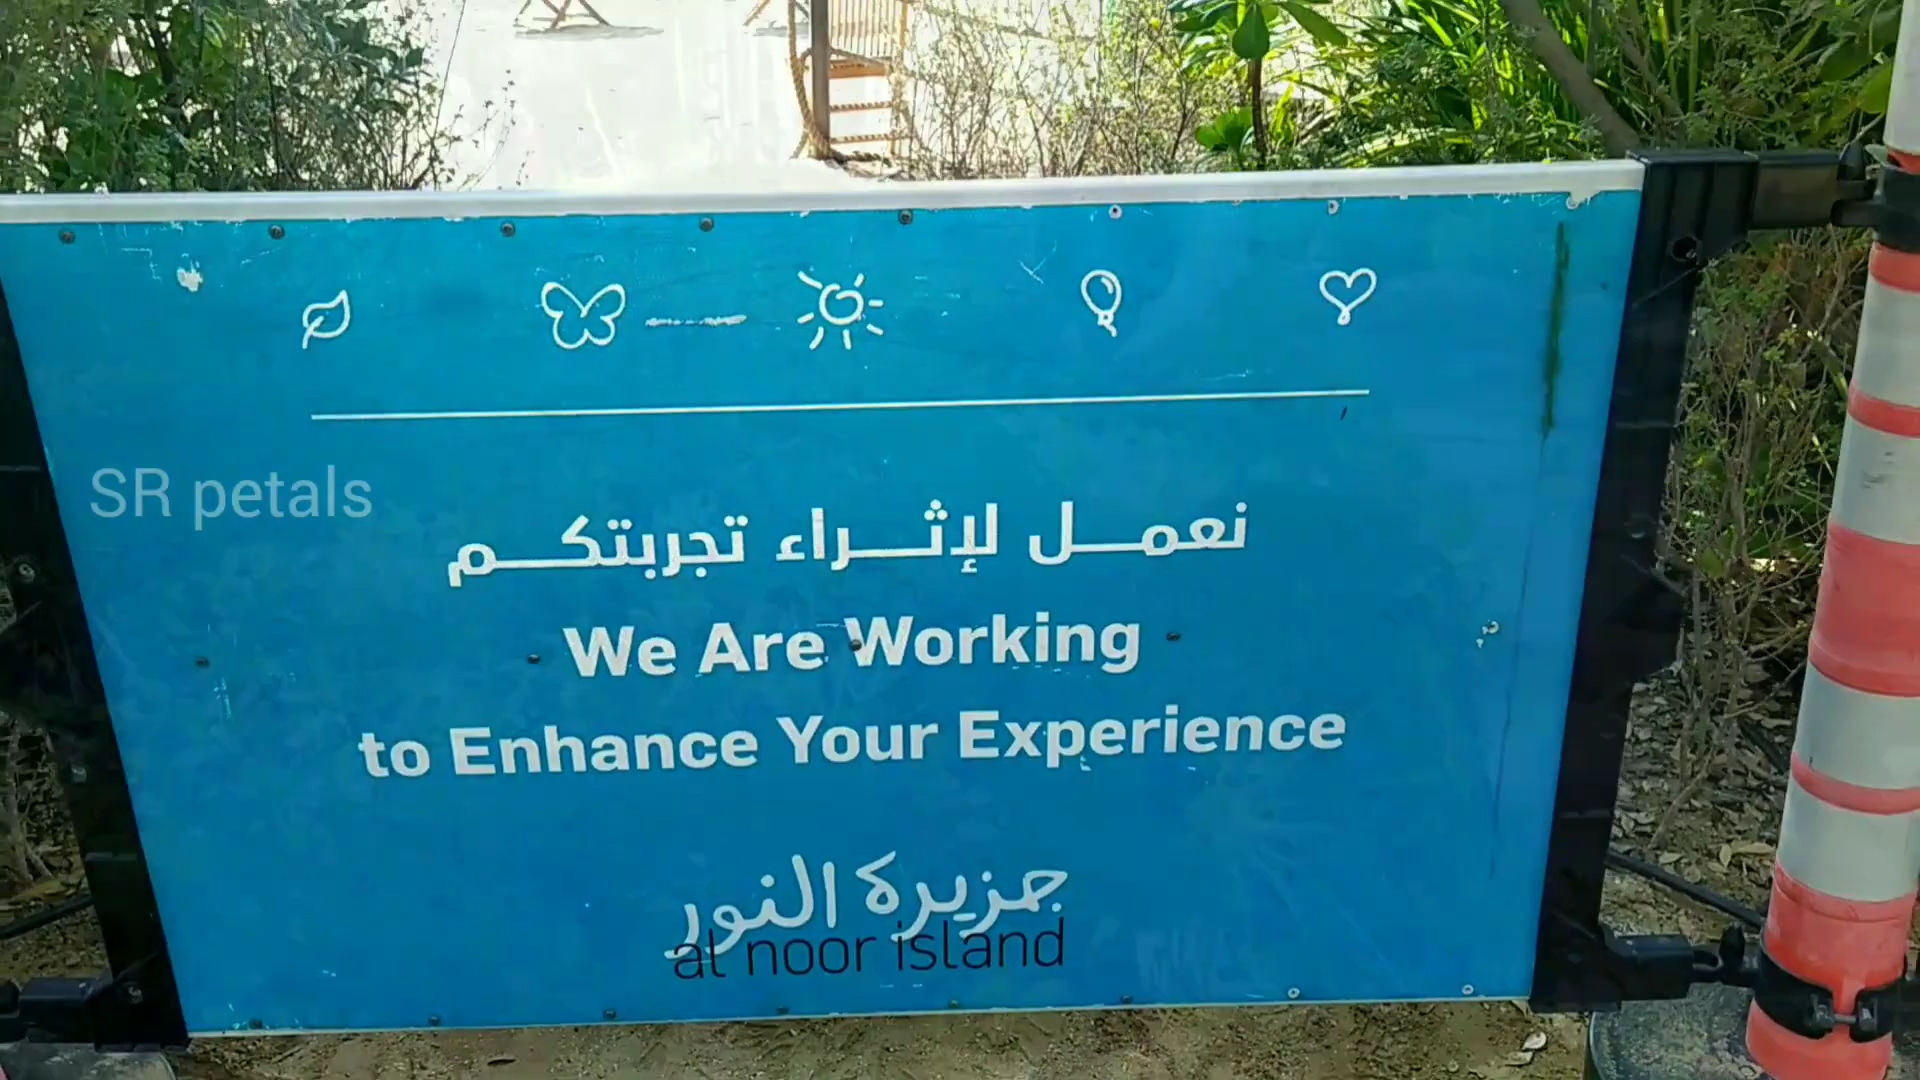 SR petals
نعمل لإثراء تجربتكم
We Are Working
to Enhance Your Experience
جزيرة النور
al noor island